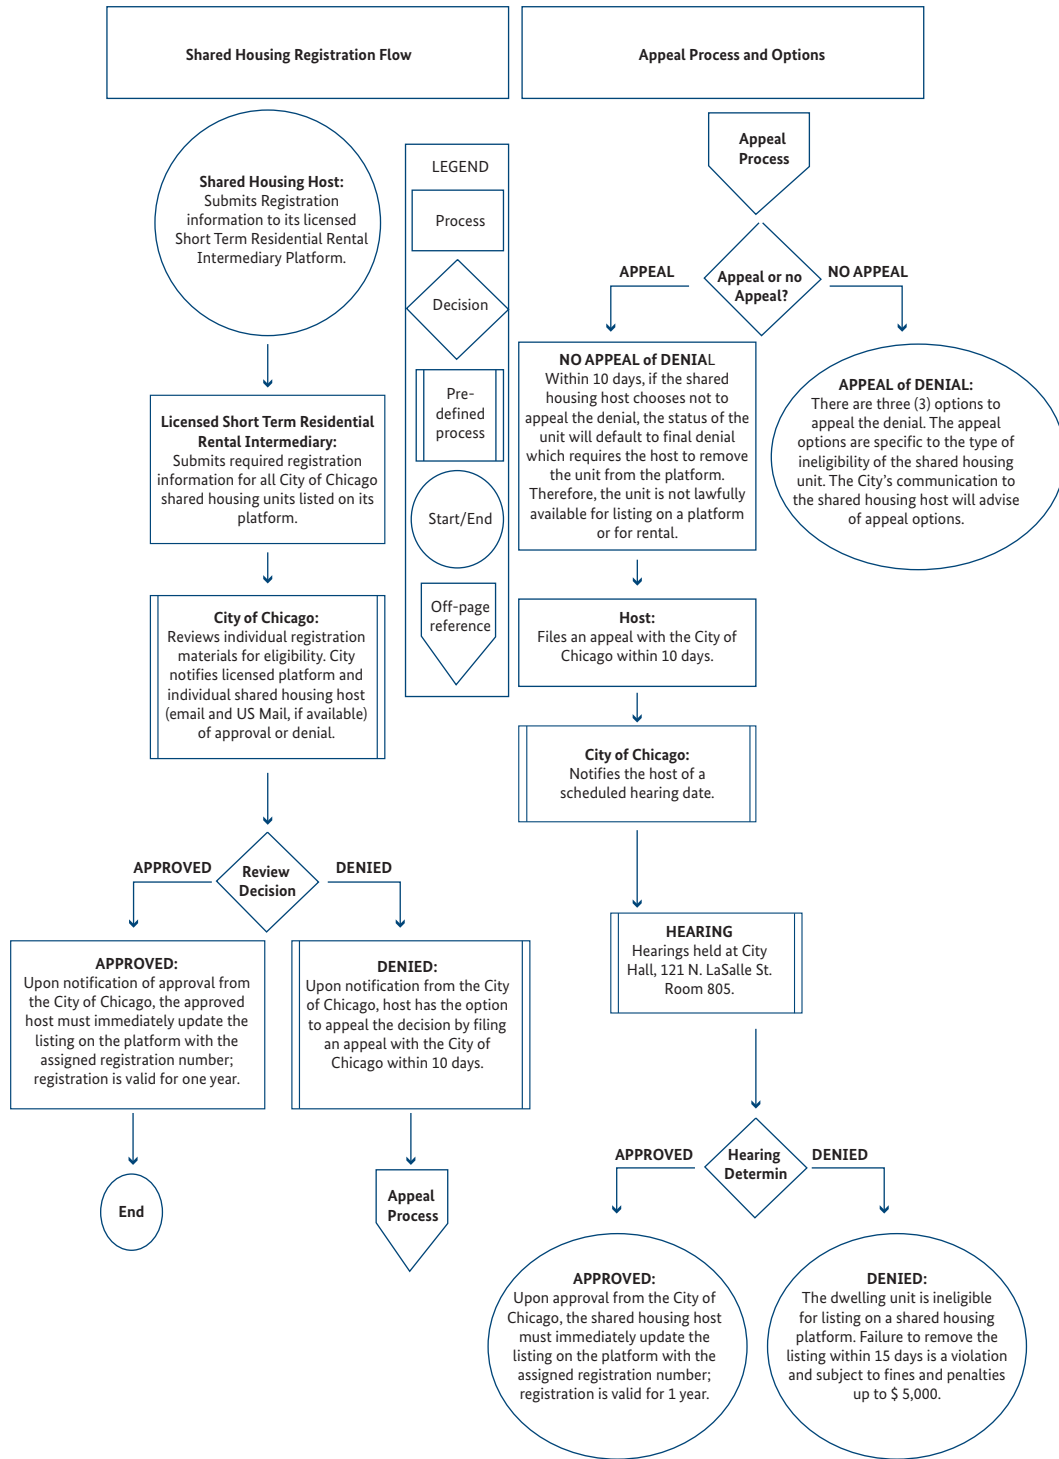 Shared Housing Registration Flow
Shared Housing Host:
Submits Registration
information to its licensed
Short Term Residential Rental
Intermediary Platform.
Licensed Short Term Residential
Rental Intermediary:
Submits required registration
information for all City of Chicago
shared housing units listed on its
platform.
City of Chicago:
Reviews individual registration
materials for eligibility. City
notifies licensed platform and
individual shared housing host
(email and US Mail, if available)
of approval or denial.
APPROVED
Review
Decision
DENIED
APPROVED:
Upon notification of approval from
the City of Chicago, the approved
host must immediately update the
listing on the platform with the
assigned registration number;
registration is valid for one year.
End
DENIED:
Upon notification from the City
of Chicago, host has the option
to appeal the decision by filing
an appeal with the City of
Chicago within 10 days.
Appeal
Process
LEGEND
Process
Decision
Pre-
defined
process
Start/End
Off-page
reference
Appeal Process and Options
Appeal
Process
APPEAL
Appeal or no
Appeal?
NO APPEAL
NO APPEAL of DENIAL
Within 10 days, if the shared
housing host chooses not to
appeal the denial, the status of the
unit will default to final denial
which requires the host to remove
the unit from the platform.
Therefore, the unit is not lawfully
available for listing on a platform
or for rental.
APPEAL of DENIAL:
There are three (3) options to
appeal the denial. The appeal
options are specific to the type of
ineligibility of the shared housing
unit. The City’s communication to
the shared housing host will advise
of appeal options.
Host:
Files an appeal with the City of
Chicago within 10 days.
City of Chicago:
Notifies the host of a
scheduled hearing date.
HEARING
Hearings held at City
Hall, 121 N. LaSalle St.
Room 805.
APPROVED
Hearing
Determin
DENIED
APPROVED:
Upon approval from the City of
Chicago, the shared housing host
must immediately update the
listing on the platform with the
assigned registration number;
registration is valid for 1 year.
DENIED:
The dwelling unit is ineligible
for listing on a shared housing
platform. Failure to remove the
listing within 15 days is a violation
and subject to fines and penalties
up to $ 5,000.